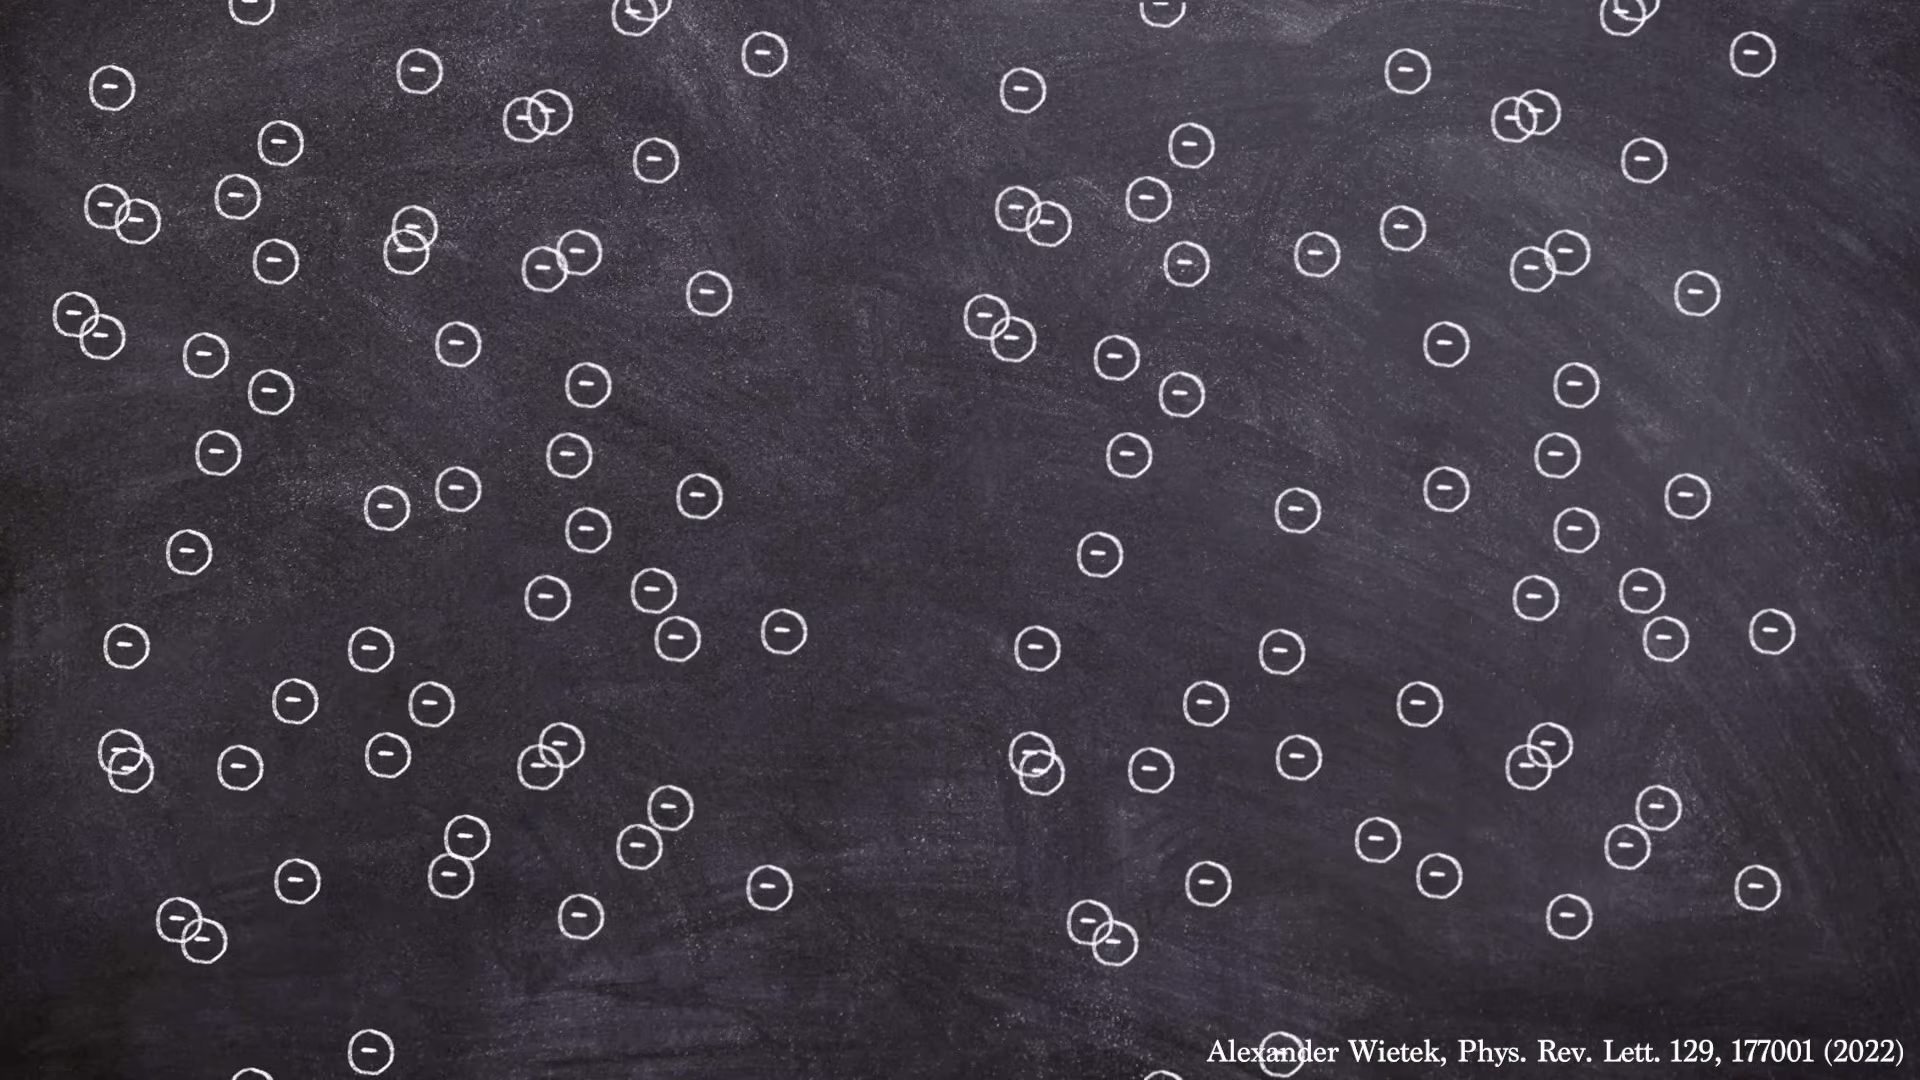 Alexander Wietek, Phys. Rev. Lett. 129, 177001 (2022)